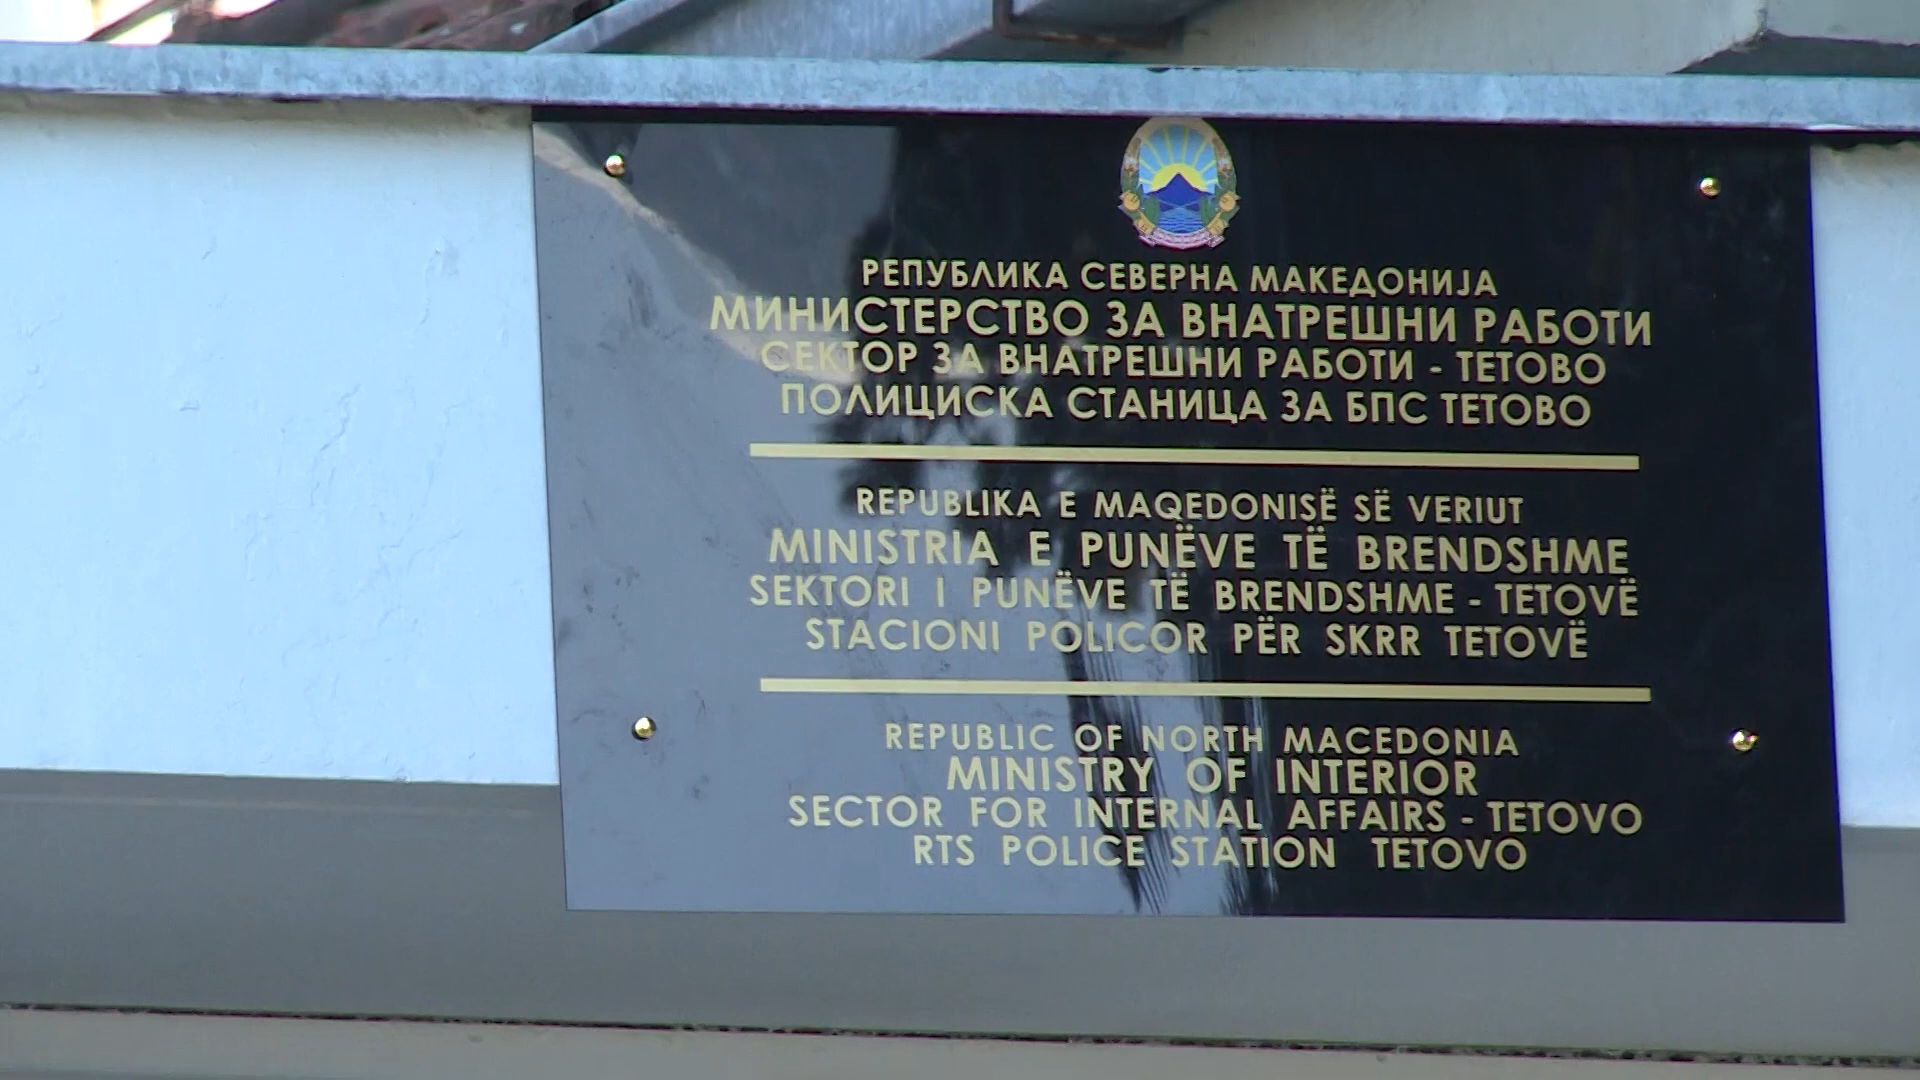 РЕПУБЛИКА СЕВЕРНА МАКЕДОНИЈА
МИНИСТЕРСТВО ЗА ВНАТРЕШНИ РАБОТИ
СЕКТОР ЗА ВНАТРЕШНИ РАБОТИ - ТЕТОВО
ПОЛИЦИСКА СТАНИЦА ЗА БПС ТЕТОВО
REPUBLIKA E MAQEDONISË SË VERIUT
MINISTRIA E PUNËVE TË BRENDSHME
SEKTORI I PUNËVE TË BRENDSHME - TETOVË
STACIONI POLICOR PËR SKRR TETOVË
REPUBLIC OF NORTH MACEDONIA
MINISTRY OF INTERIOR
SECTOR FOR INTERNAL AFFAIRS - TETOVO
RTS POLICE STATION TETOVO